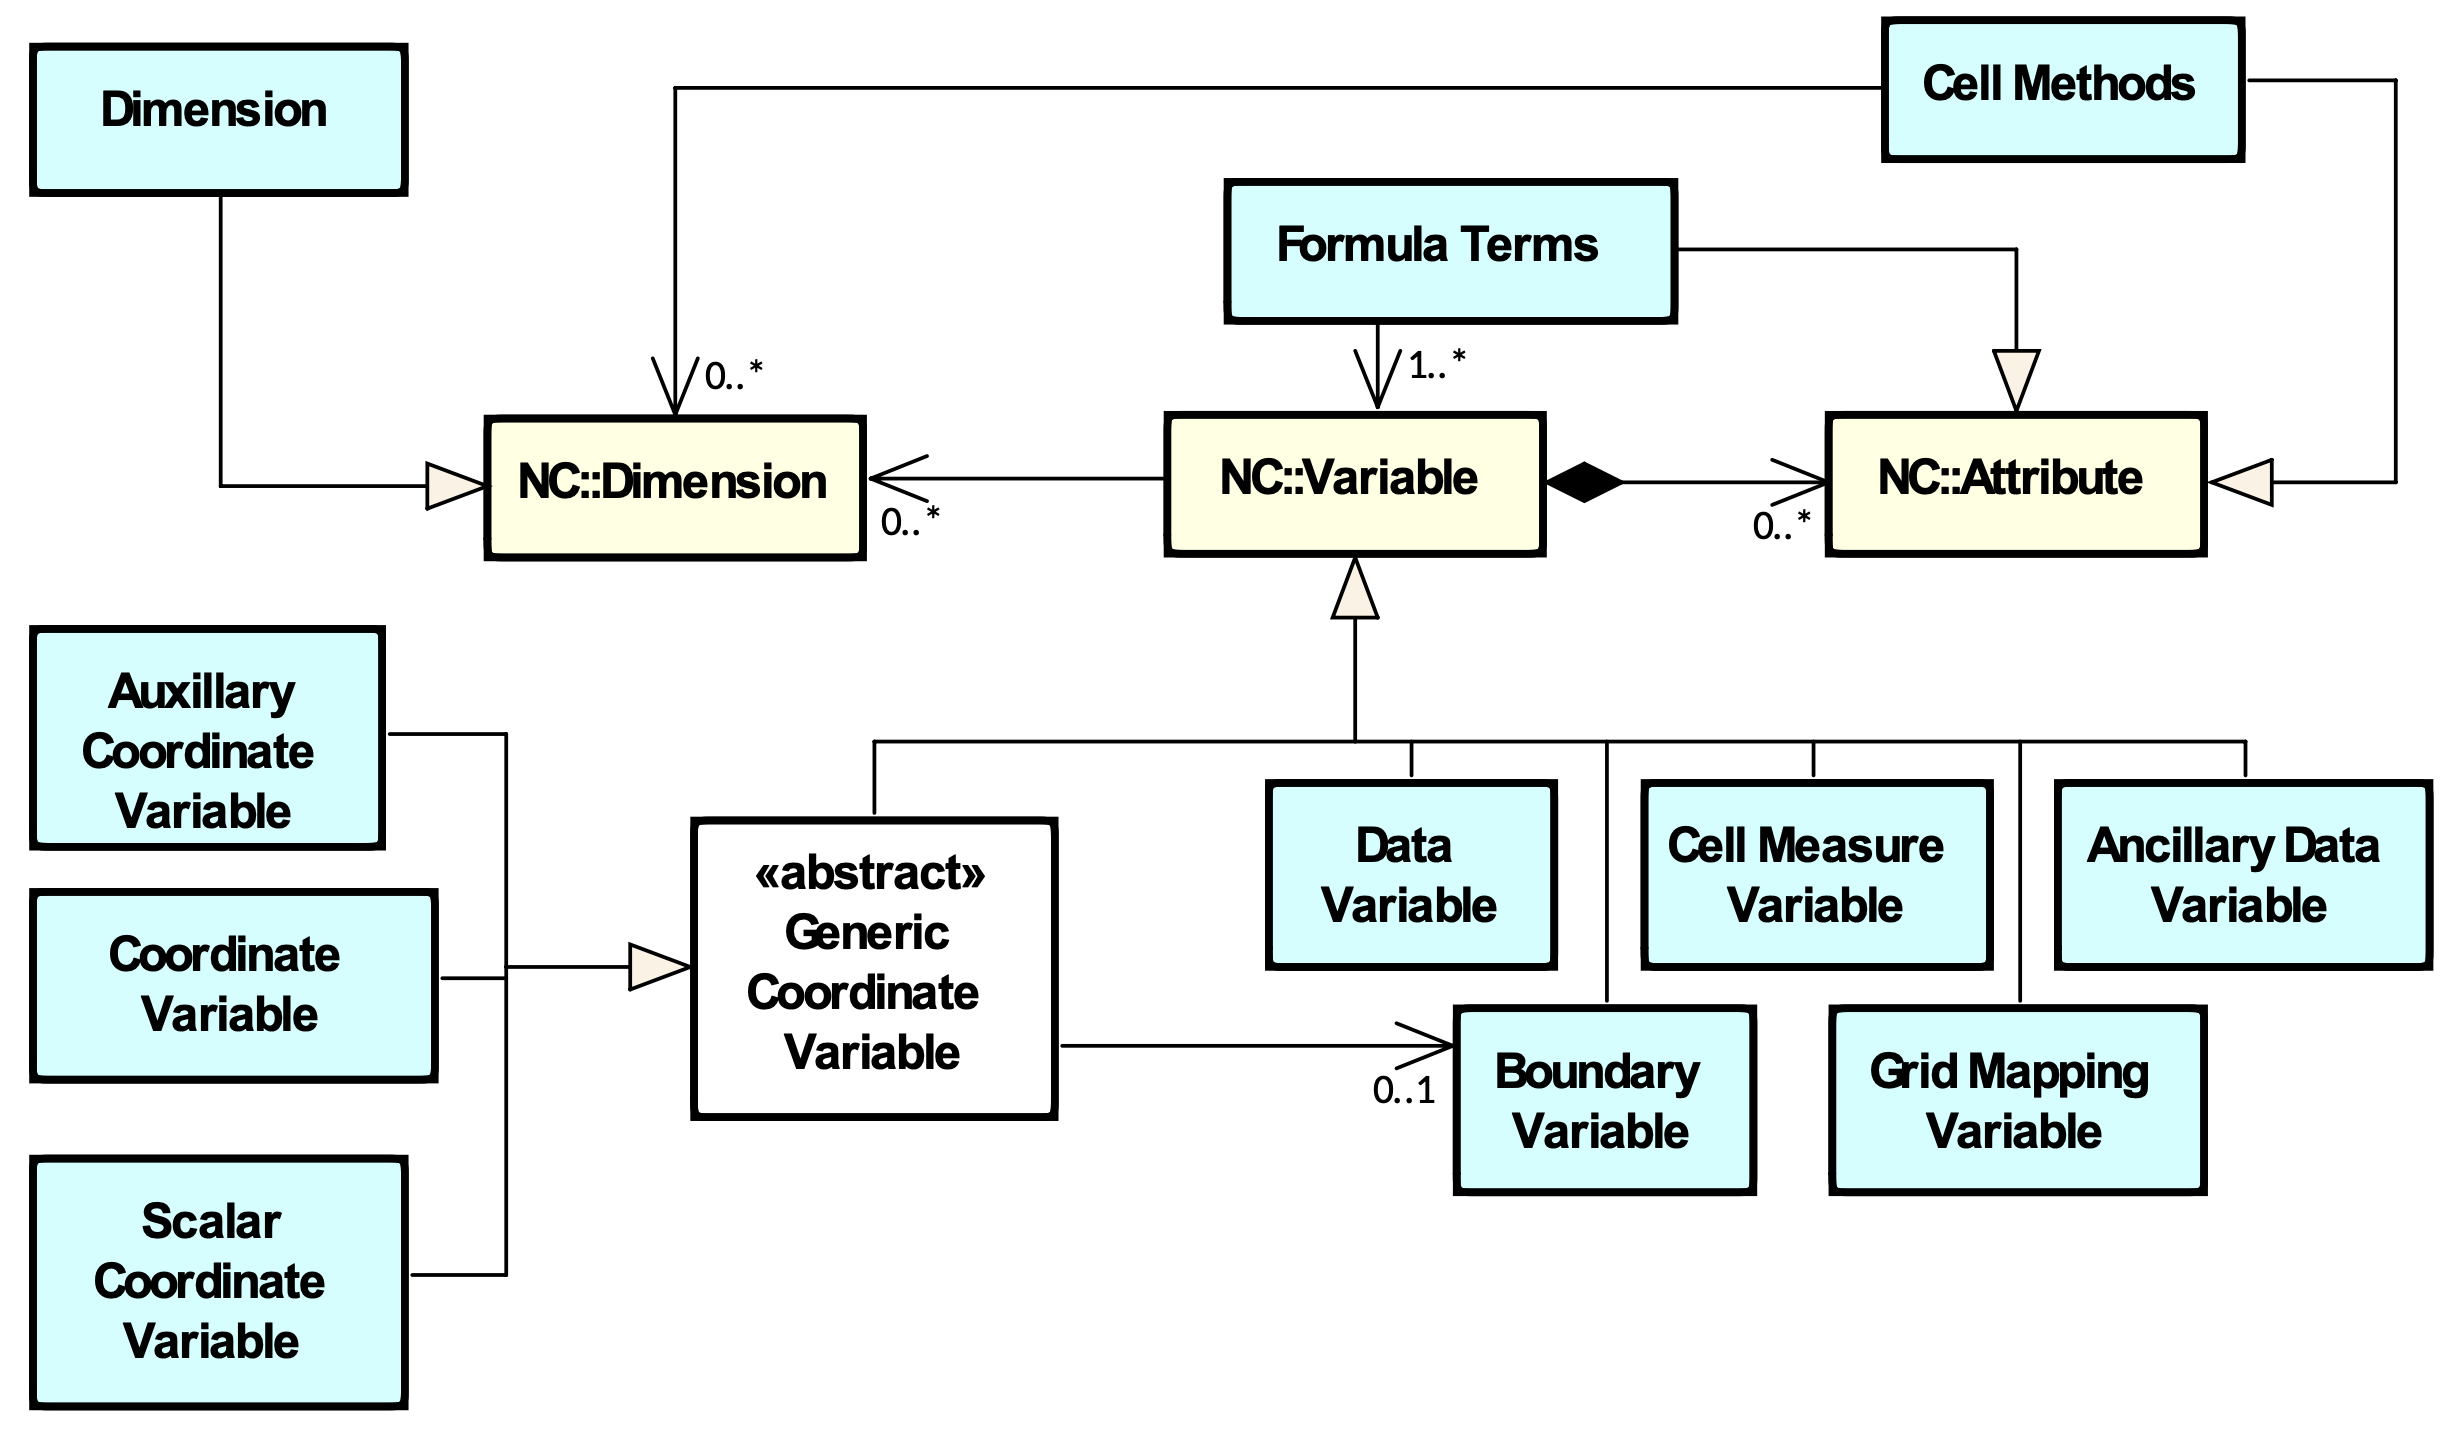 Dimension
Cell Methods
Formula Terms
0..*
1..*
NC::Dimension
NC::Variable
NC::Attribute
0..*
0..*
Auxillary
Coordinate
Variable
Coordinate
Variable
Scalar
Coordinate
Variable
«abstract»
Generic
Coordinate
Variable
Data
Variable
Cell Measure
Variable
Ancillary Data
Variable
0..1
Boundary
Variable
Grid Mapping
Variable